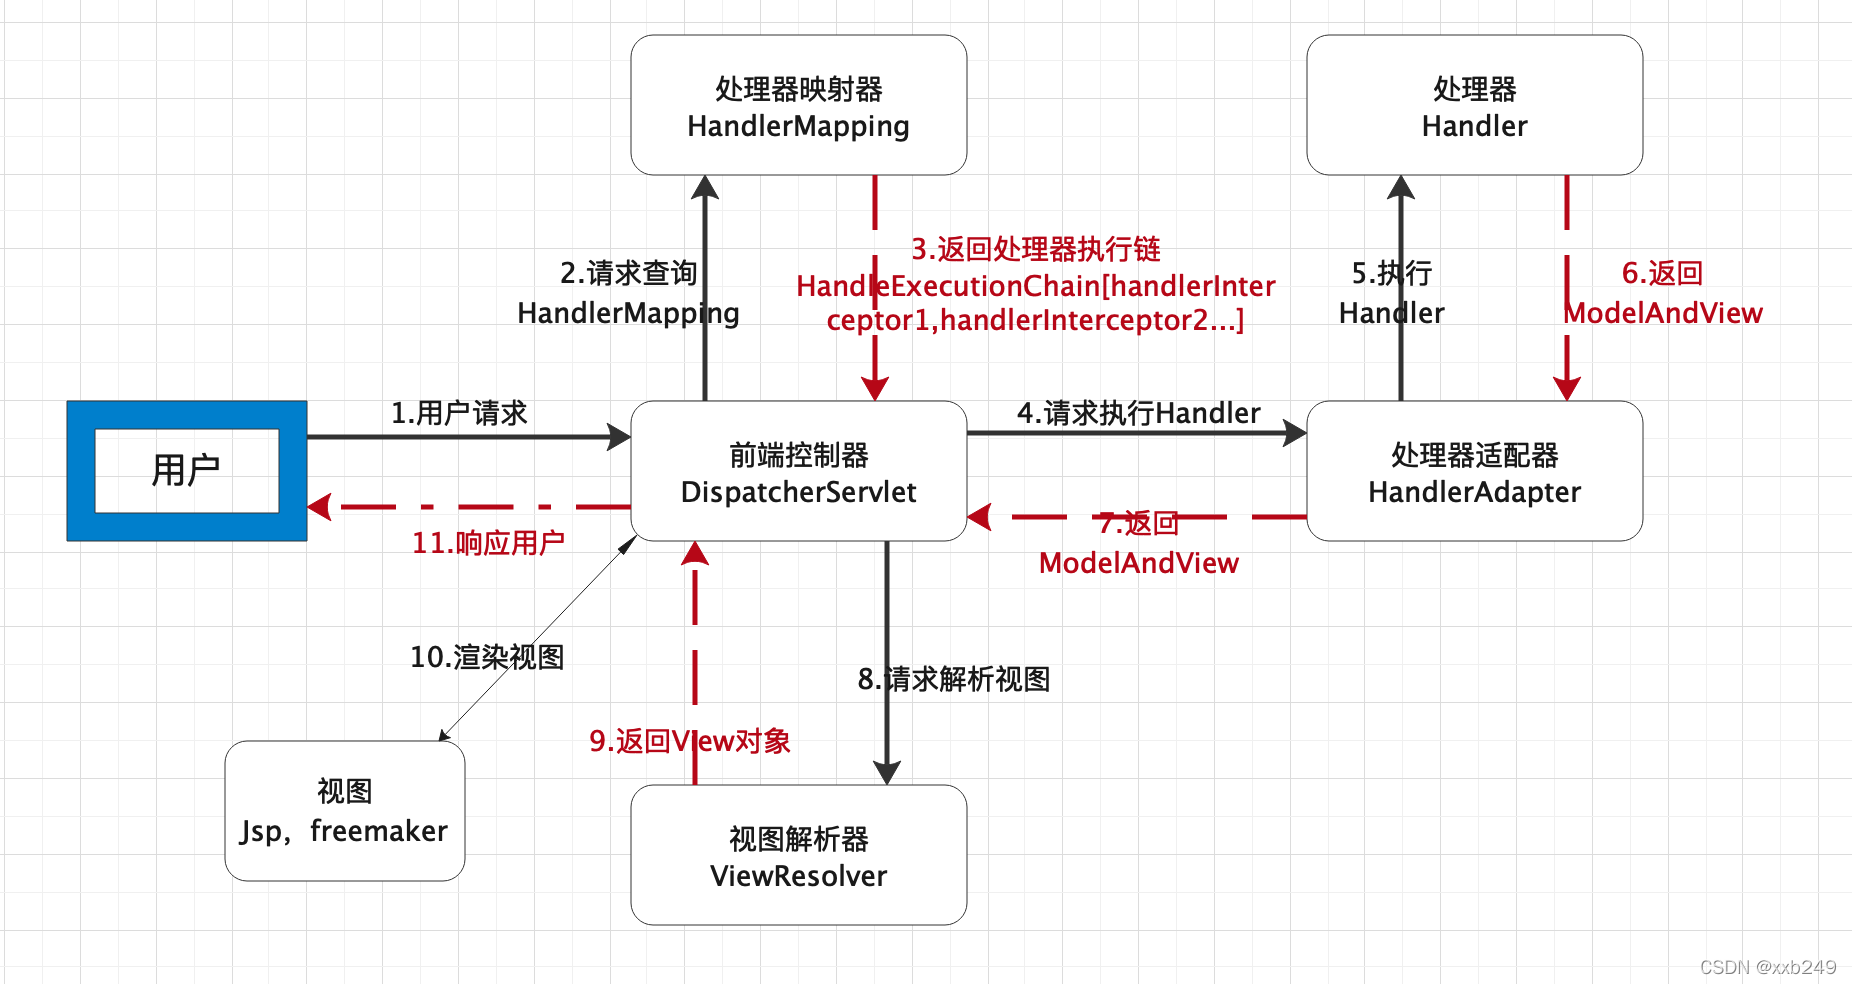 处理器映射器
HandlerMapping
处理器
Handler
2.请求查询
HandlerMapping
3.返回处理器执行链
HandleExecutionChain[handlerInter
ceptor1,handlerInterceptor2...]
5.执行
Handler
6.返回
ModelAndView
用户
1.用户请求
前端控制器
DispatcherServlet
4.请求执行Handler
处理器适配器
HandlerAdapter
11.响应用户
7.返回
ModelAndView
10.渲染视图
8.请求解析视图
9.返回View对象
视图
Jsp，freemaker
视图解析器
ViewResolver
CSDN @xxb249